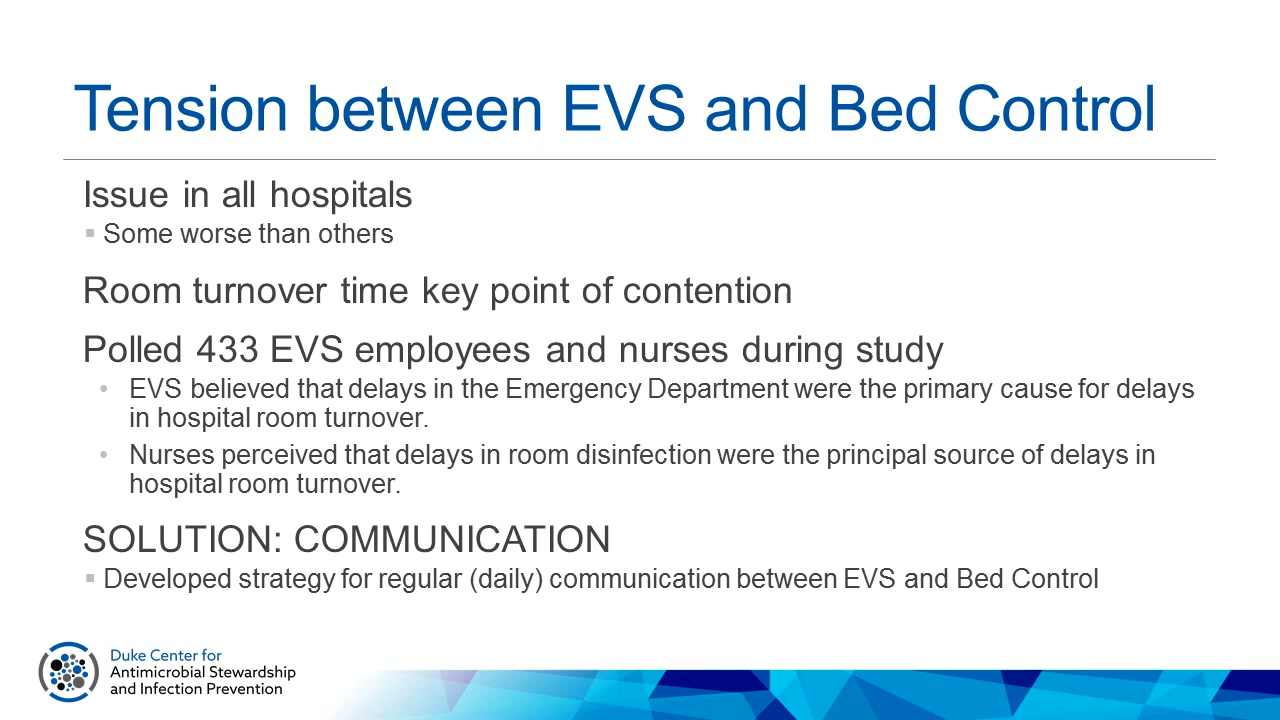 Tension between EVS and Bed Control
Issue in all hospitals
▪ Some worse than others
Room turnover time key point of contention
Polled 433 EVS employees and nurses during study
• EVS believed that delays in the Emergency Department were the primary cause for delays
in hospital room turnover.
• Nurses perceived that delays in room disinfection were the principal source of delays in
hospital room turnover.
SOLUTION: COMMUNICATION
▪ Developed strategy for regular (daily) communication between EVS and Bed Control
Duke Center for
Antimicrobial Stewardship
and Infection Prevention